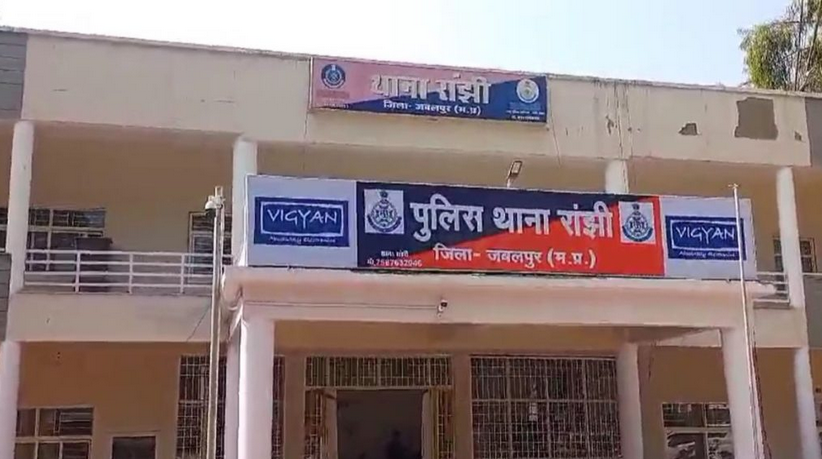 थाना रांझी
जिला- जबलपुर (म.प्र)
VIGYAN
पुलिस थाना रांझी
जिला- जबलपुर (म.प्र.)
VIGYAN